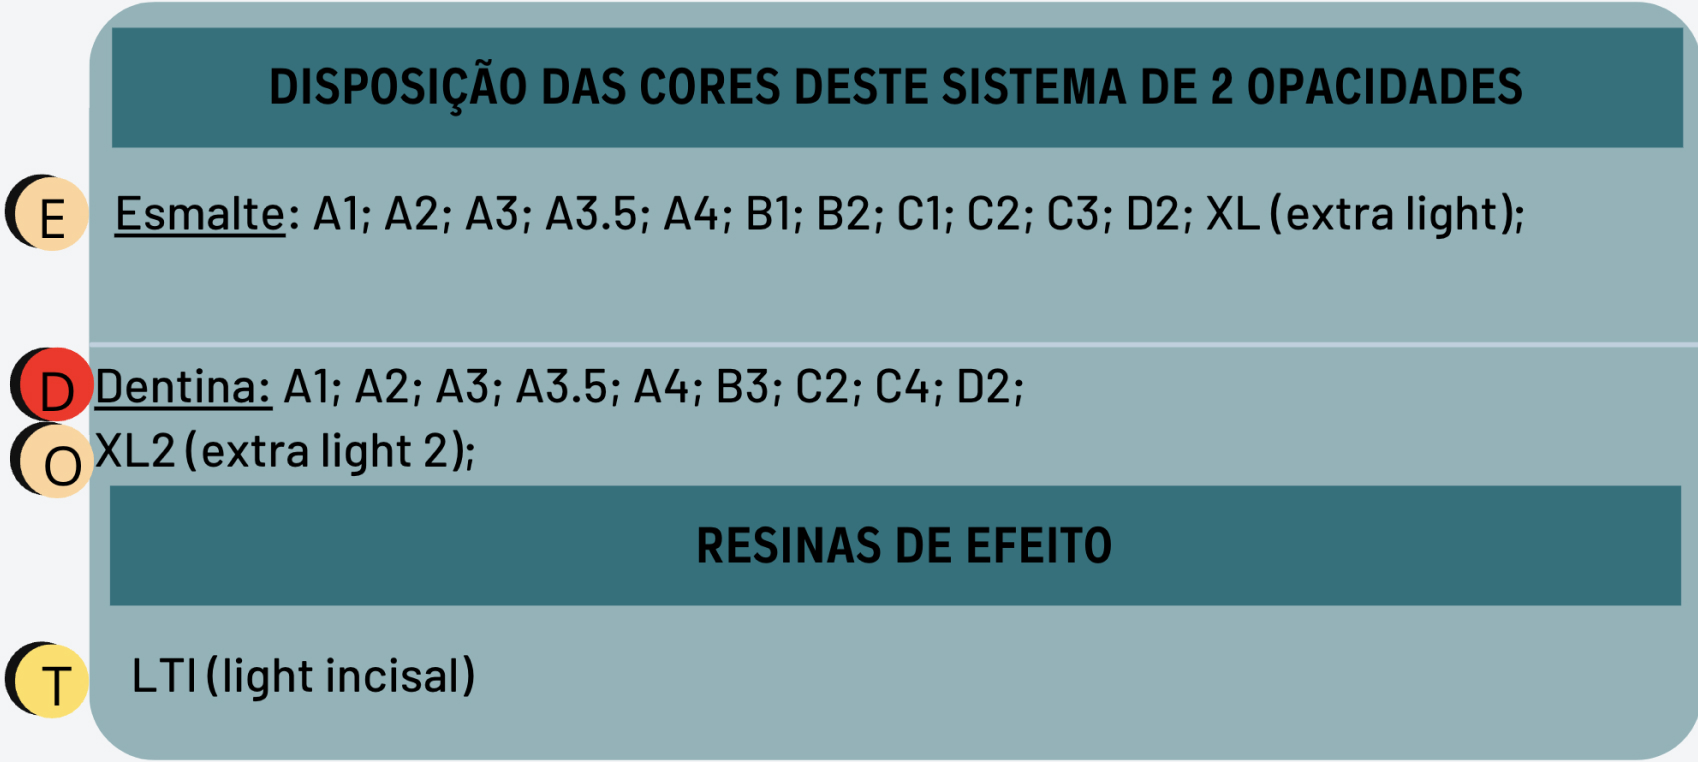 DISPOSIÇÃO DAS CORES DESTE SISTEMA DE 2 OPACIDADES
E Esmalte: A1; A2; A3; A3.5; A4; B1; B2; C1; C2; C3; D2; XL (extra light);
D Dentina: A1; A2; A3; A3.5; A4; B3; C2; C4; D2;
O XL2 (extra light 2);
RESINAS DE EFEITO
T LTI (light incisal)